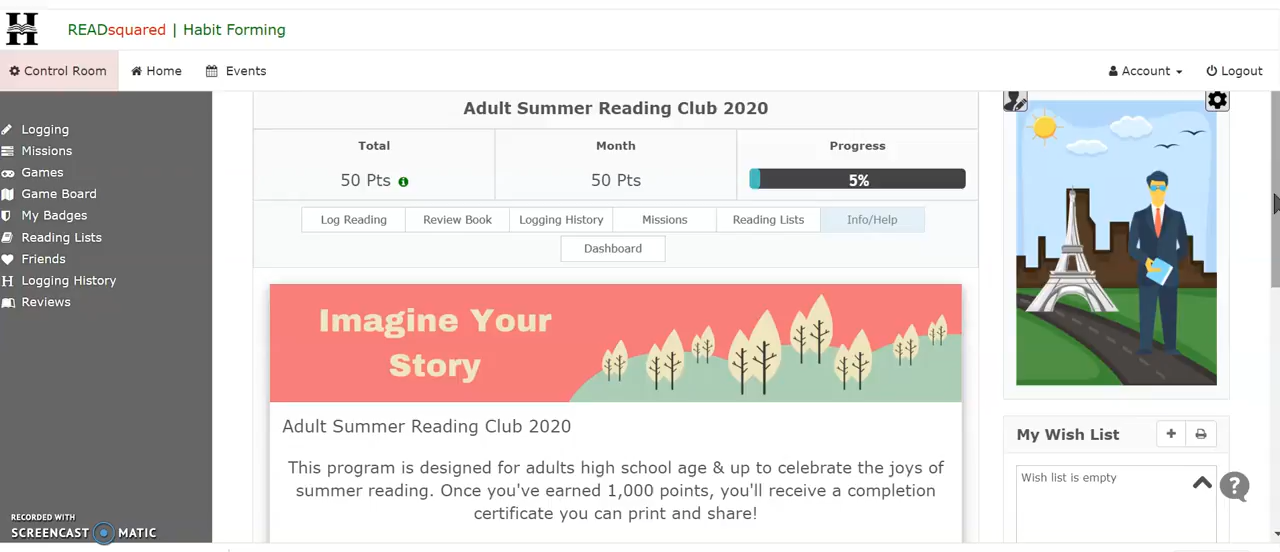 READsquared | Habit Forming
Control Room
Home
Events
Account
Logout
Logging
Missions
Games
Game Board
My Badges
Reading Lists
Friends
Logging History
Reviews
Adult Summer Reading Club 2020
Total
Month
Progress
50 Pts
50 Pts
5%
Log Reading
Review Book
Logging History
Missions
Reading Lists
Info/Help
Dashboard
Imagine Your
Story
Adult Summer Reading Club 2020
This program is designed for adults high school age & up to celebrate the joys of
summer reading. Once you've earned 1,000 points, you'll receive a completion
certificate you can print and share!
My Wish List
Wish list is empty
RECORDED WITH
SCREENCAST MATIC